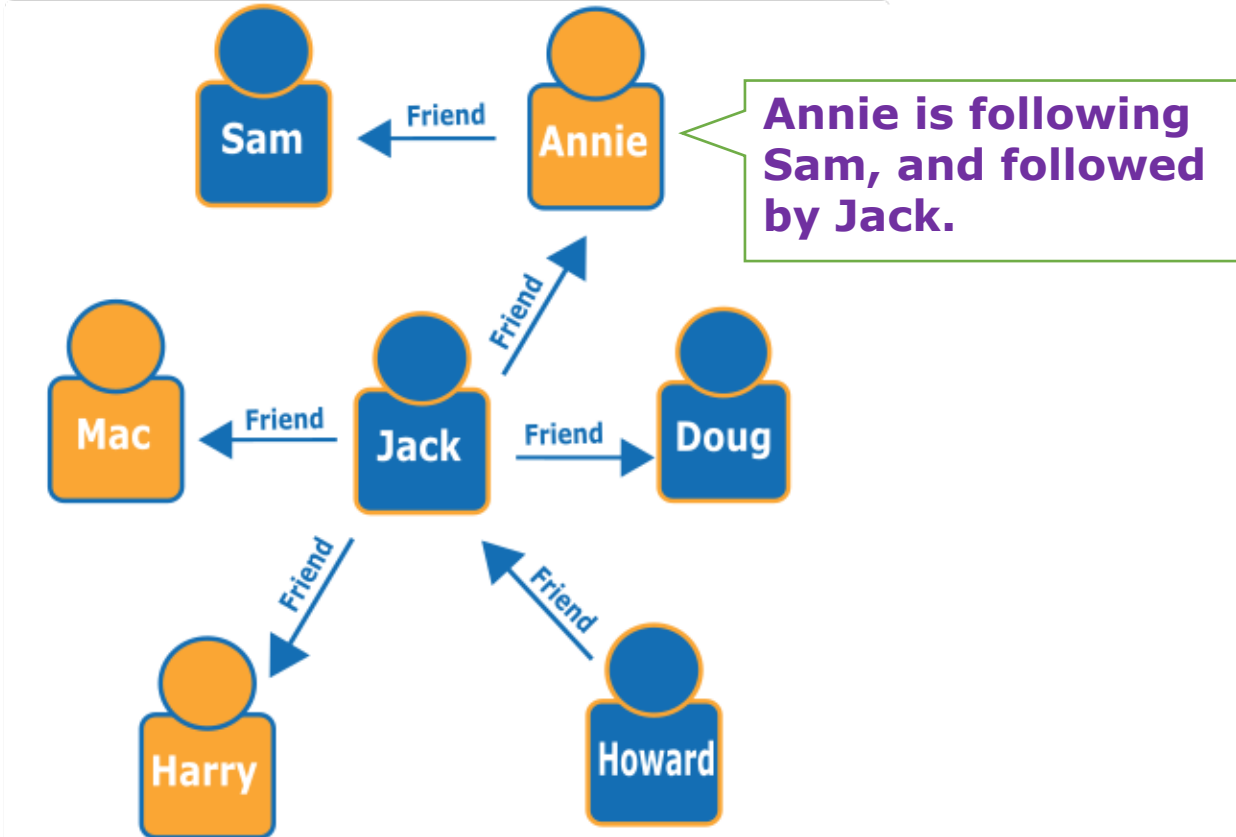 Sam
Friend
Annie
Annie is following
Sam, and followed
by Jack.
Friend
Mac
Friend
Jack
Friend
Doug
Friend
Friend
Harry
Howard